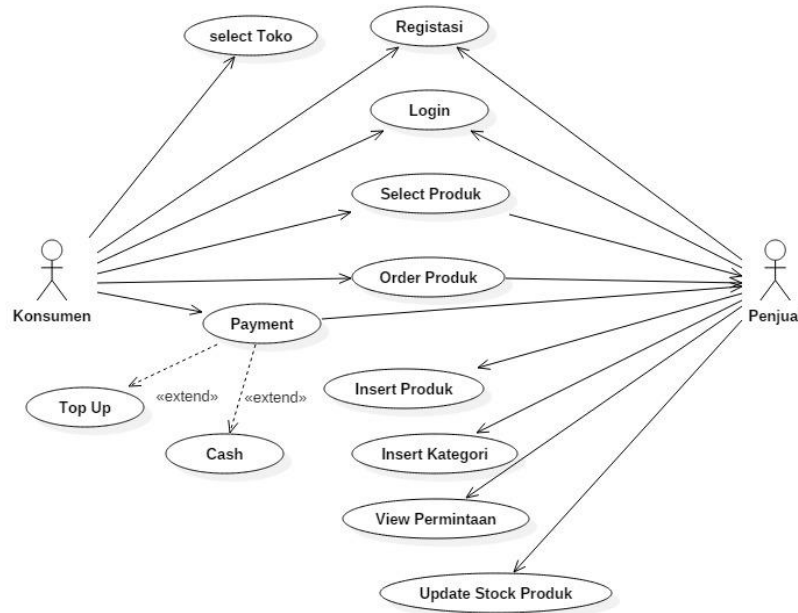 select Toko
Registasi
Login
Select Produk
Order Produk
Konsumen
Penjua
Payment
Insert Produk
Top Up
«extend»
«extend»
Cash
Insert Kategori
View Permintaan
Update Stock Produk